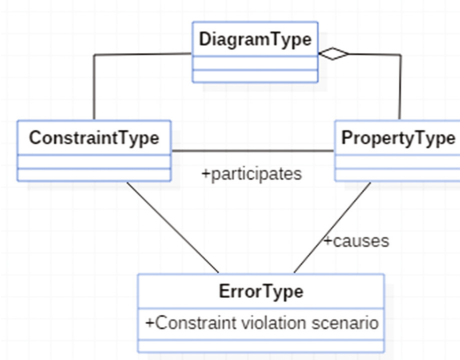 DiagramType
ConstraintType
PropertyType
+participates
+causes
ErrorType
+Constraint violation scenario